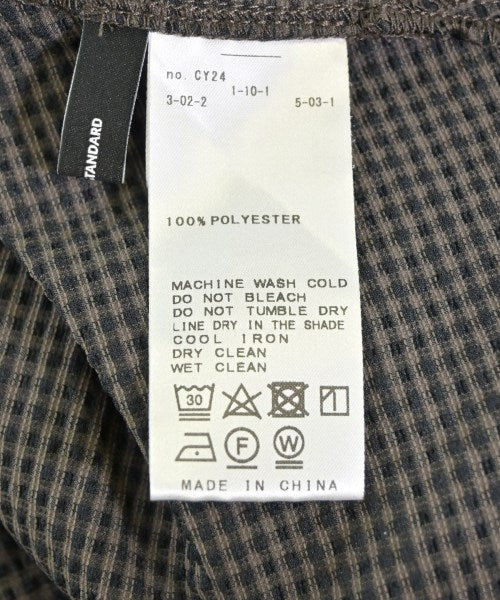 STANDARD
no. CY24
1-10-1
3-02-2 5-03-1
100% POLYESTER
MACHINE WASH COLD
DO NOT BLEACH
DO NOT TUMBLE DRY
LINE DRY IN THE SHADE
COOL IRON
DRY CLEAN
WET CLEAN
30
F W
MADE IN CHINA